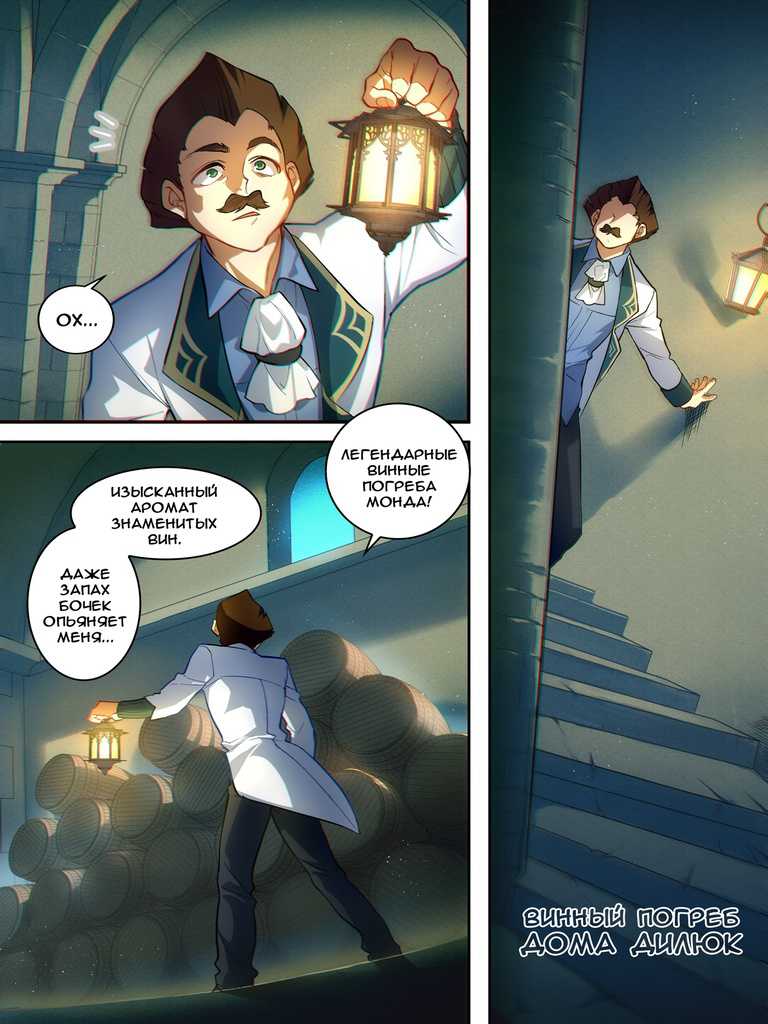 ОХ...
ЛЕГЕНДАРНЫЕ
ВИННЫЕ
ПОГРЕБА
МОНДА!
ИЗЫСКАННЫЙ
АРОМАТ
ЗНАМЕНИТЫХ
ВИН.
ДАЖЕ
ЗАПАХ
БОЧЕК
ОПЬЯНЯЕТ
МЕНЯ...
ВИННЫЙ ПОГРЕБ
ДОМА ДИЛЮК